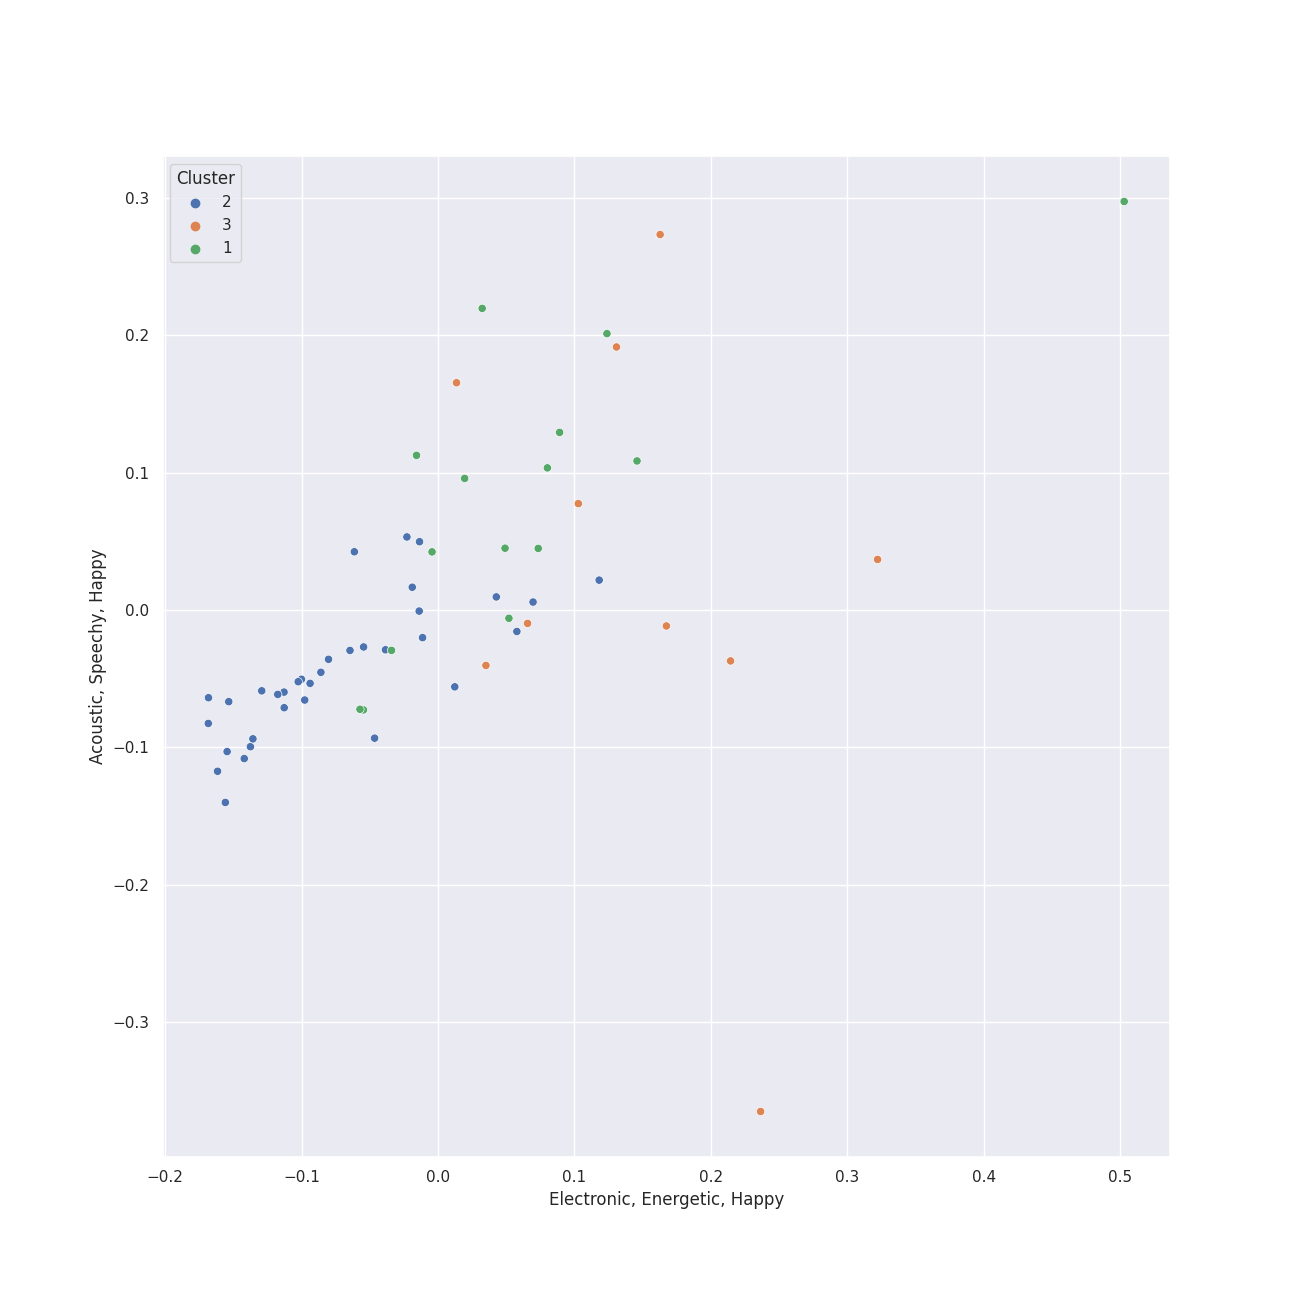 Cluster
2
3
1
0.3
0.2
0.1
0.0
−0.1
−0.2
−0.3
Acoustic, Speechy, Happy
−0.2 −0.1 0.0 0.1 0.2 0.3 0.4 0.5
Electronic, Energetic, Happy